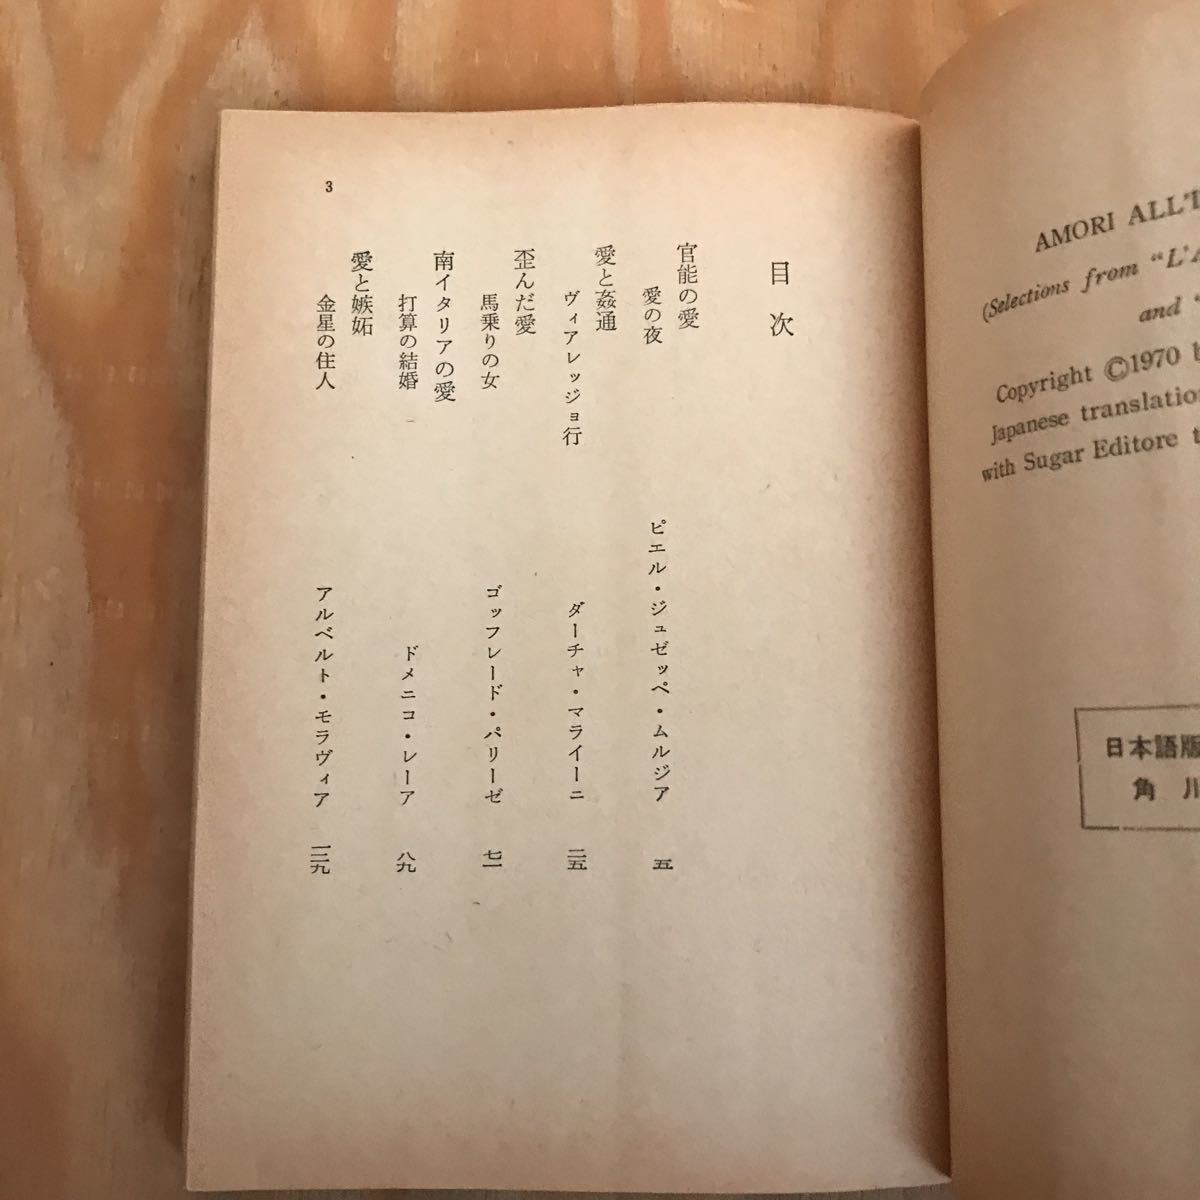 目次
官能の愛
愛の夜
ピエル・ジュゼッペ・ムルジア 五
愛と姦通
ヴィアレッジョ行
ダーチャ・マライーニ 二五
歪んだ愛
馬乗りの女
ゴッフレード・パリーゼ 七一
南イタリアの愛
打算の結婚
ドメニコ・レーア 八九
愛と嫉妬
金星の住人
アルベルト・モラヴィア 一二九
3
AMORI ALL'I
(Selections from "L'A
and "
Copyright ©1970 b
Japanese translation
with Sugar Editore t
日本語版
角川